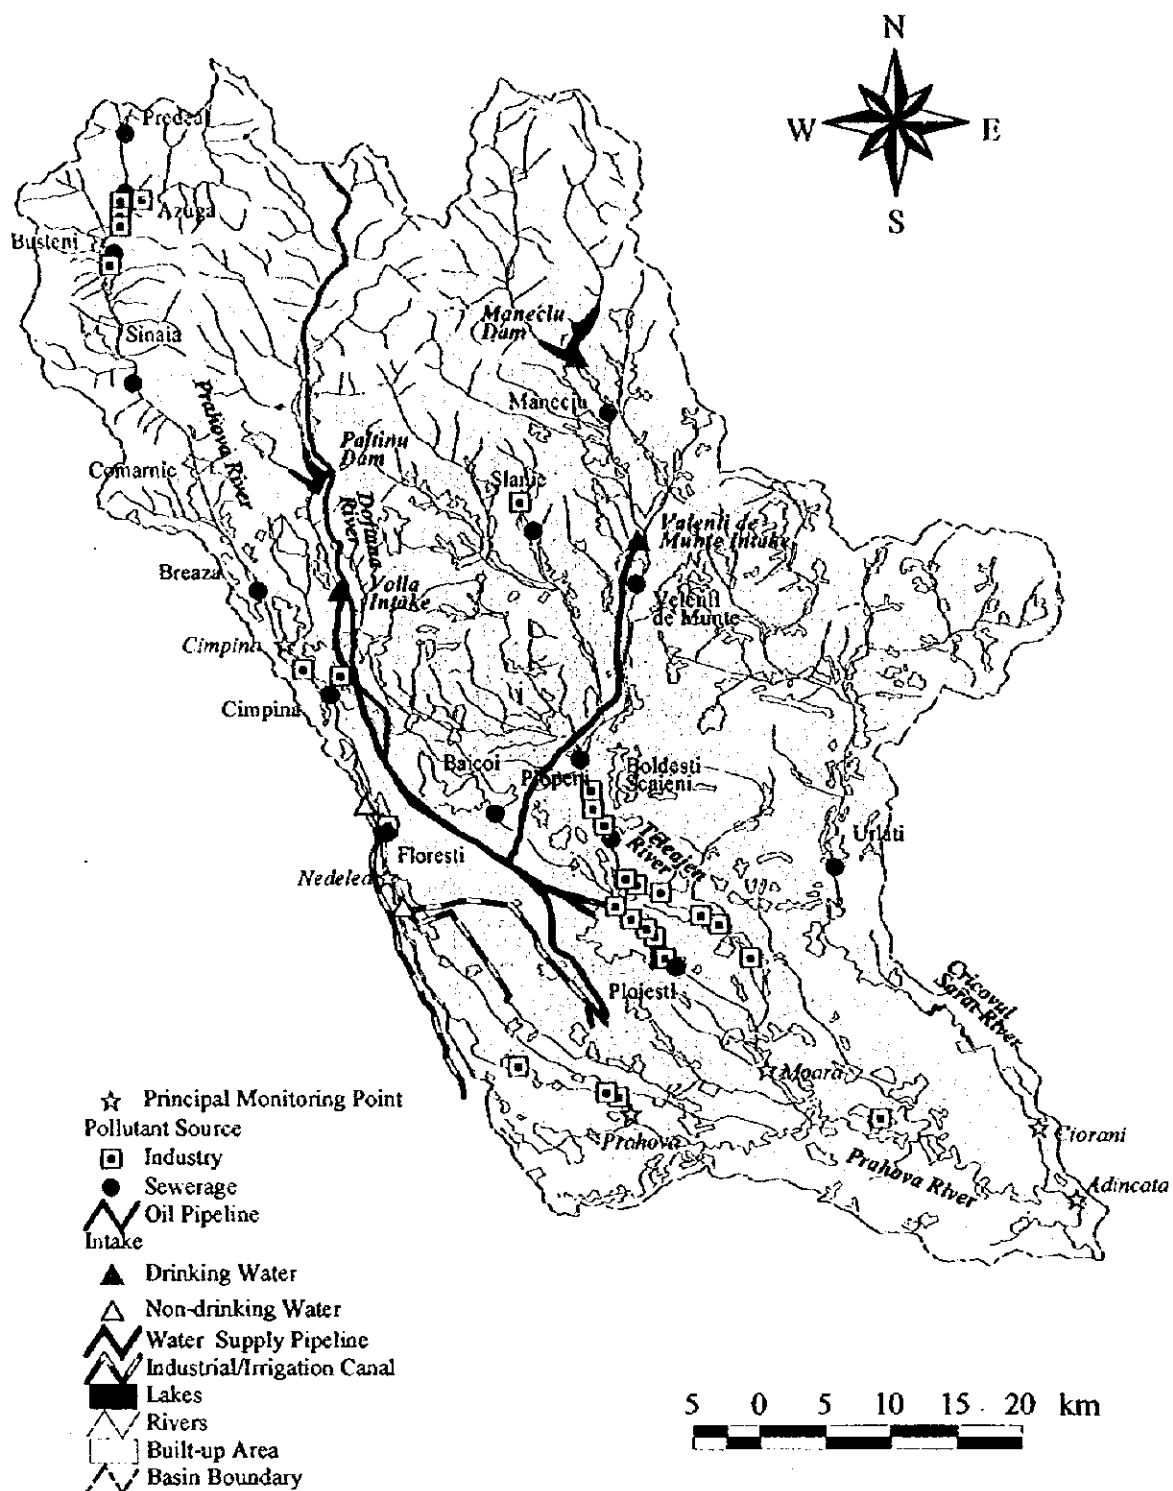 N
W E
S
Predeal
Azuga
Busteni
Maneciu
Dam
Sinaia
Maneciu
Prahova River
Paltinu
Dam
Comarnic
Slanic
Doftana
River
Valenii de
Munte Intake
Breaza
Volia
Intake
Velenii
de Munte
Cimpina
Cimpina
Baicoi
Plopeni
Boldesti
Scaieni
Teleajen
River
Urlati
Floresti
Nedelea
Ploiesti
Cricovul
Sarat River
Moara
Prahova
Ciorani
Prahova River
Adincata
Principal Monitoring Point
Pollutant Source
Industry
Sewerage
Oil Pipeline
Intake
Drinking Water
Non-drinking Water
Water Supply Pipeline
Industrial/Irrigation Canal
Lakes
Rivers
Built-up Area
Basin Boundary
5 0 5 10 15 20 km